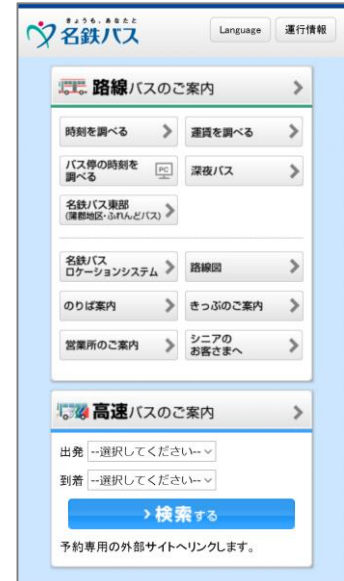 きょうも、あなたと
名鉄バス
Language
運行情報
路線バスのご案内
時刻を調べる
運賃を調べる
バス停の時刻を
調べる
PC
深夜バス
名鉄バス東部
(蒲郡地区・ふれんどバス)
名鉄バス
ロケーションシステム
路線図
のりば案内
きっぷのご案内
営業所のご案内
シニアの
お客さまへ
高速バスのご案内
出発 --選択してください--
到着 --選択してください--
検索する
予約専用の外部サイトへリンクします。